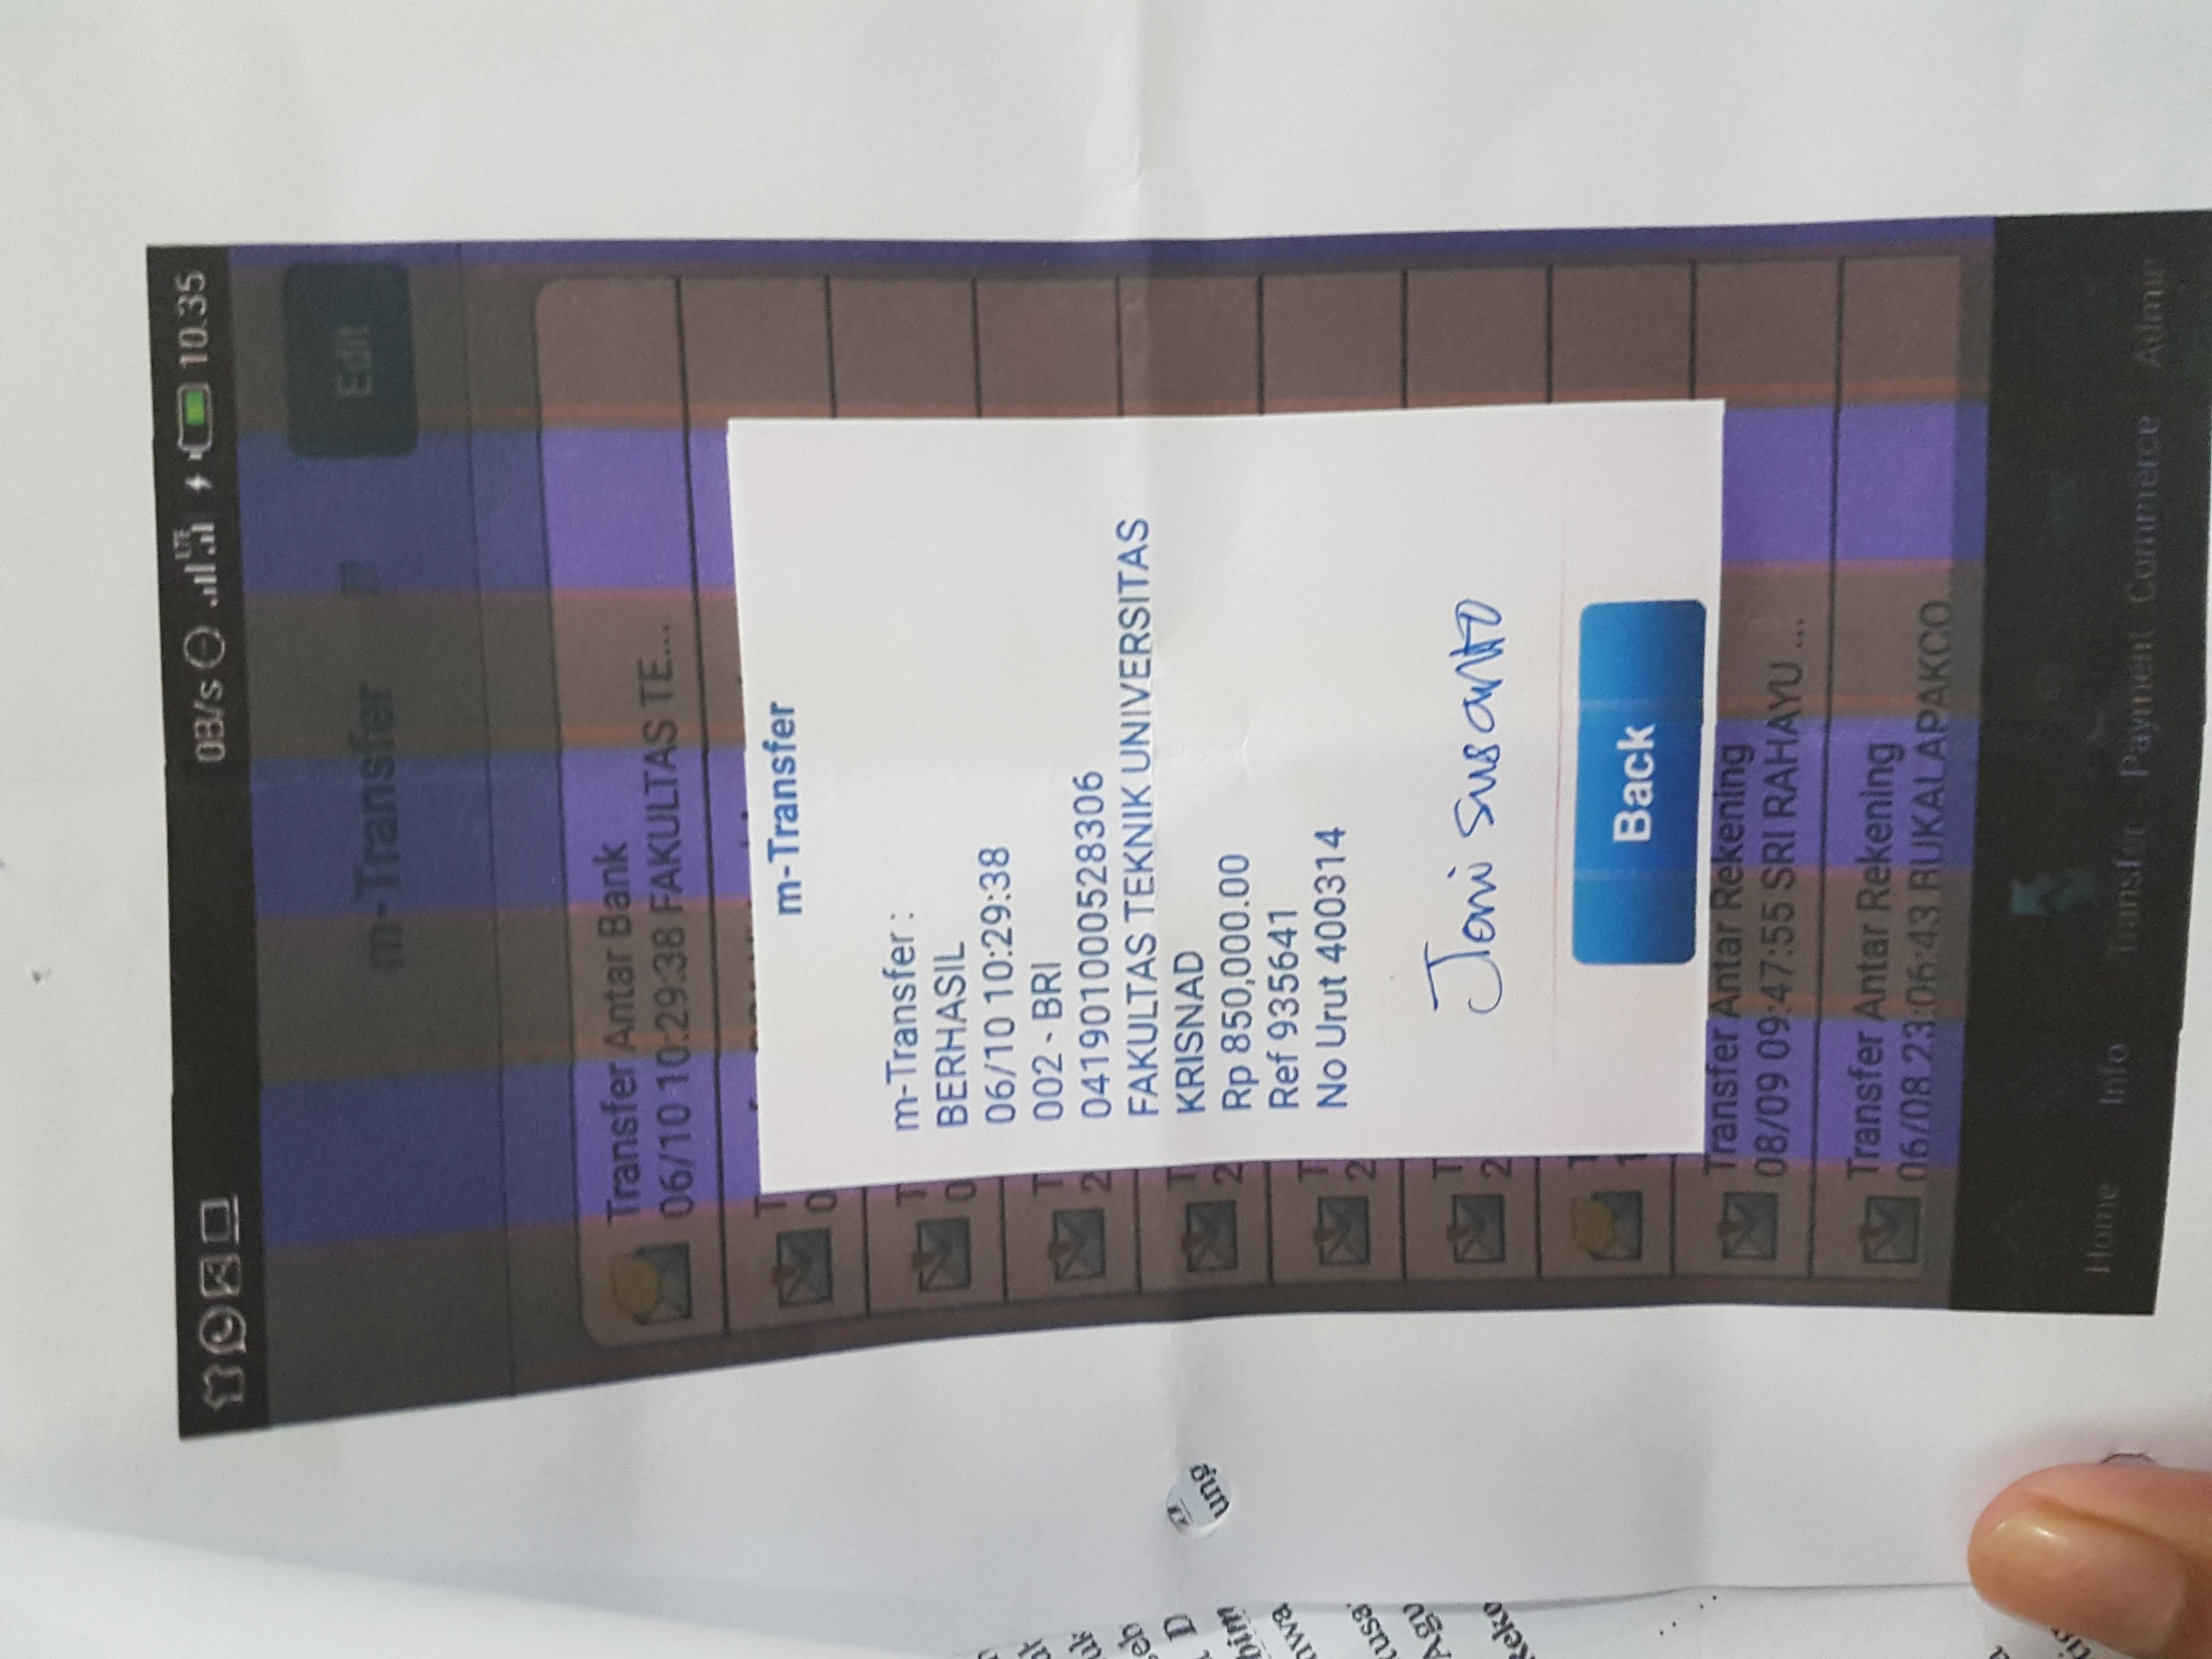 0B/s LTE 10.35
m-Transfer
Edit
Transfer Antar Bank
06/10 10:29:38 FAKULTAS TE...
m-Transfer
m-Transfer :
BERHASIL
06/10 10:29:38
002 - BRI
041901000528306
FAKULTAS TEKNIK UNIVERSITAS
KRISNAD
Rp 850,000.00
Ref 935641
No Urut 400314
Joni Susanto
Back
Transfer Antar Rekening
08/09 09:47:55 SRI RAHAYU ...
Transfer Antar Rekening
06/08 23:06:43 BUKALAPAKCO...
Home
Info
Transfer
Payment
Commerce
Admin
ung